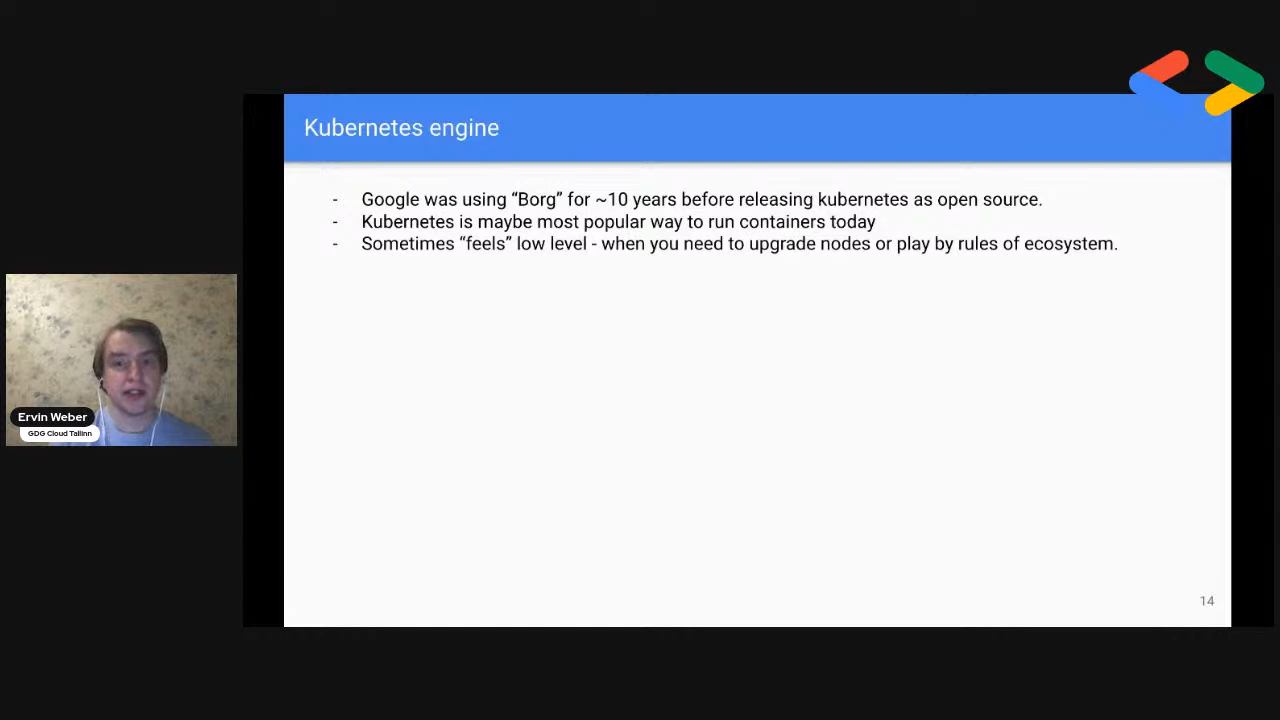 Kubernetes engine
- Google was using “Borg” for ~10 years before releasing kubernetes as open source.
- Kubernetes is maybe most popular way to run containers today
- Sometimes “feels” low level - when you need to upgrade nodes or play by rules of ecosystem.
Ervin Weber
GDG Cloud Tallinn
14